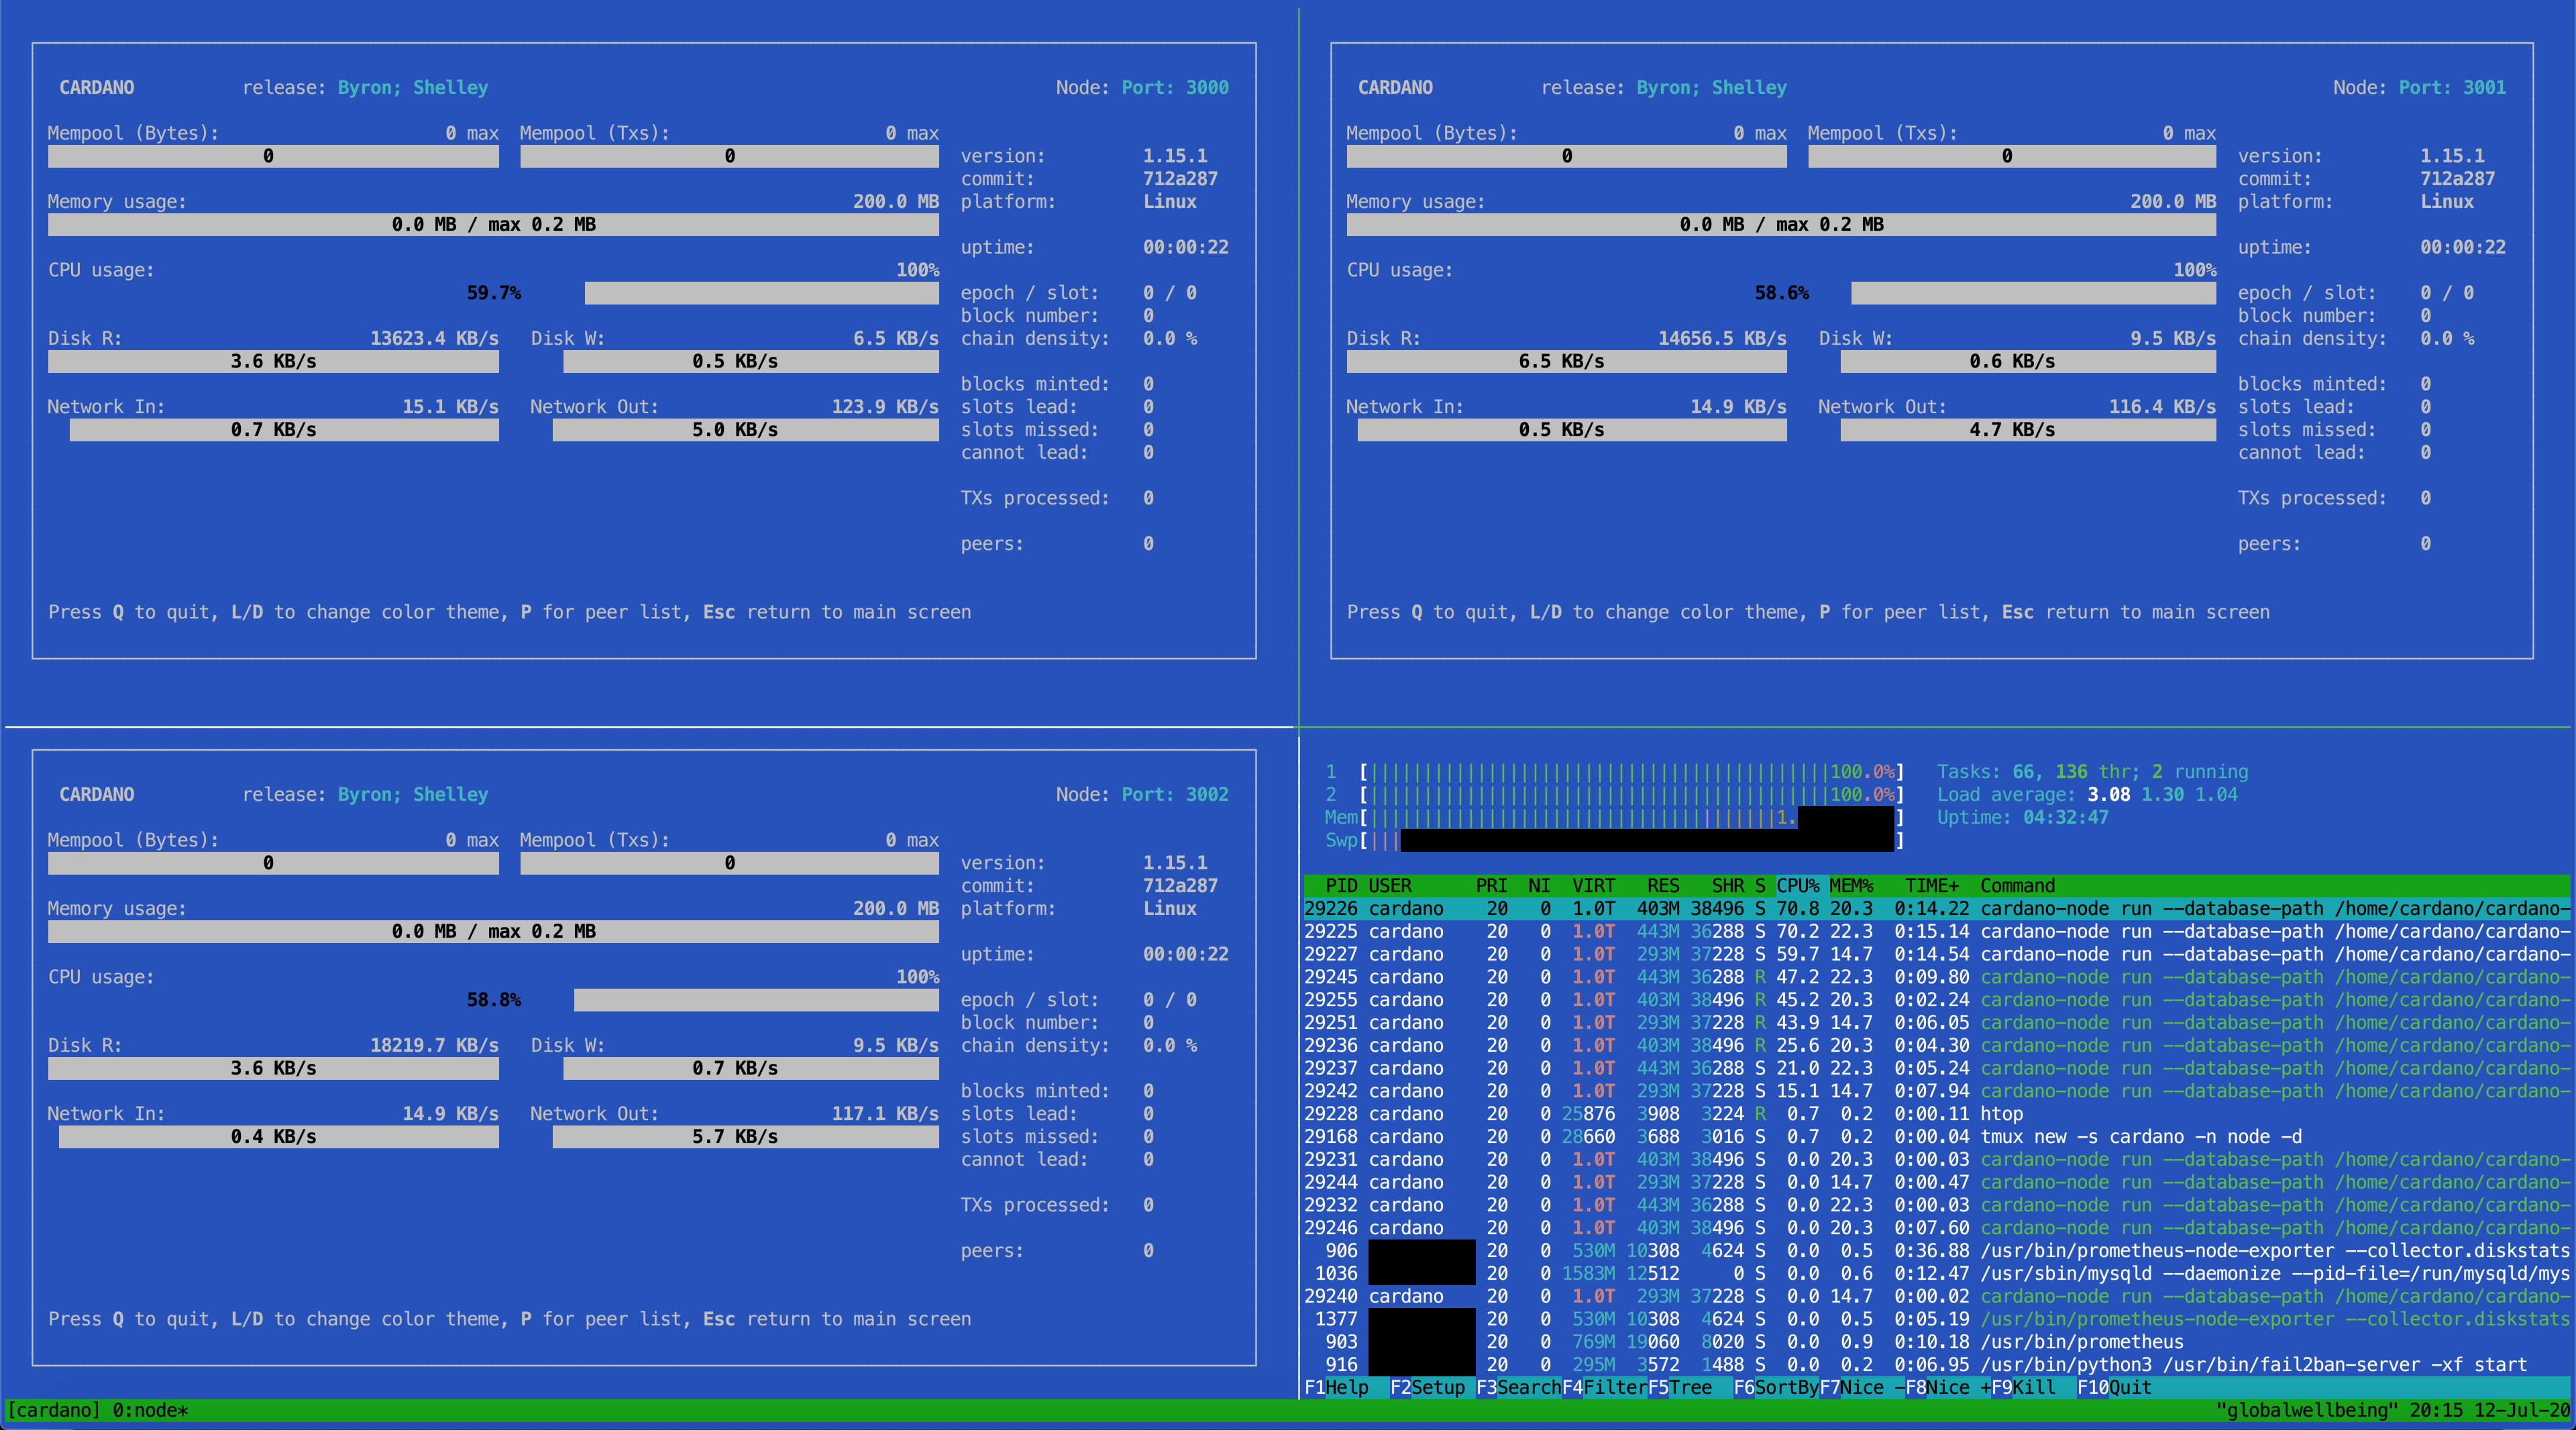 CARDANO release: Byron; Shelley Node: Port: 3000
Mempool (Bytes): 0 max Mempool (Txs): 0 max
0 0 version: 1.15.1
commit: 712a287
Memory usage: 200.0 MB platform: Linux
0.0 MB / max 0.2 MB
uptime: 00:00:22
CPU usage: 100%
59.7% epoch / slot: 0 / 0
block number: 0
Disk R: 13623.4 KB/s Disk W: 6.5 KB/s chain density: 0.0 %
3.6 KB/s 0.5 KB/s
blocks minted: 0
Network In: 15.1 KB/s Network Out: 123.9 KB/s slots lead: 0
0.7 KB/s 5.0 KB/s slots missed: 0
cannot lead: 0
TXs processed: 0
peers: 0
Press Q to quit, L/D to change color theme, P for peer list, Esc return to main screen
CARDANO release: Byron; Shelley Node: Port: 3001
Mempool (Bytes): 0 max Mempool (Txs): 0 max
0 0 version: 1.15.1
commit: 712a287
Memory usage: 200.0 MB platform: Linux
0.0 MB / max 0.2 MB
uptime: 00:00:22
CPU usage: 100%
58.6% epoch / slot: 0 / 0
block number: 0
Disk R: 14656.5 KB/s Disk W: 9.5 KB/s chain density: 0.0 %
6.5 KB/s 0.6 KB/s
blocks minted: 0
Network In: 14.9 KB/s Network Out: 116.4 KB/s slots lead: 0
0.5 KB/s 4.7 KB/s slots missed: 0
cannot lead: 0
TXs processed: 0
peers: 0
Press Q to quit, L/D to change color theme, P for peer list, Esc return to main screen
CARDANO release: Byron; Shelley Node: Port: 3002
Mempool (Bytes): 0 max Mempool (Txs): 0 max
0 0 version: 1.15.1
commit: 712a287
Memory usage: 200.0 MB platform: Linux
0.0 MB / max 0.2 MB
uptime: 00:00:22
CPU usage: 100%
58.8% epoch / slot: 0 / 0
block number: 0
Disk R: 18219.7 KB/s Disk W: 9.5 KB/s chain density: 0.0 %
3.6 KB/s 0.7 KB/s
blocks minted: 0
Network In: 14.9 KB/s Network Out: 117.1 KB/s slots lead: 0
0.4 KB/s 5.7 KB/s slots missed: 0
cannot lead: 0
TXs processed: 0
peers: 0
Press Q to quit, L/D to change color theme, P for peer list, Esc return to main screen
1 [||||||||||||||||||||||||||||||||||||||||||100.0%] Tasks: 66, 136 thr; 2 running
2 [||||||||||||||||||||||||||||||||||||||||||100.0%] Load average: 3.08 1.30 1.04
Mem[||||||||||||||||||||||||||||||||||||||1. ] Uptime: 04:32:47
Swp[||| ]
PID USER PRI NI VIRT RES SHR S CPU% MEM% TIME+ Command
29226 cardano 20 0 1.0T 403M 38496 S 70.8 20.3 0:14.22 cardano-node run --database-path /home/cardano/cardano-
29225 cardano 20 0 1.0T 443M 36288 S 70.2 22.3 0:15.14 cardano-node run --database-path /home/cardano/cardano-
29227 cardano 20 0 1.0T 293M 37228 S 59.7 14.7 0:14.54 cardano-node run --database-path /home/cardano/cardano-
29245 cardano 20 0 1.0T 443M 36288 R 47.2 22.3 0:09.80 cardano-node run --database-path /home/cardano/cardano-
29255 cardano 20 0 1.0T 403M 38496 R 45.2 20.3 0:02.24 cardano-node run --database-path /home/cardano/cardano-
29251 cardano 20 0 1.0T 293M 37228 R 43.9 14.7 0:06.05 cardano-node run --database-path /home/cardano/cardano-
29236 cardano 20 0 1.0T 403M 38496 R 25.6 20.3 0:04.30 cardano-node run --database-path /home/cardano/cardano-
29237 cardano 20 0 1.0T 443M 36288 S 21.0 22.3 0:05.24 cardano-node run --database-path /home/cardano/cardano-
29242 cardano 20 0 1.0T 293M 37228 S 15.1 14.7 0:07.94 cardano-node run --database-path /home/cardano/cardano-
29228 cardano 20 0 25876 3908 3224 R 0.7 0.2 0:00.11 htop
29168 cardano 20 0 28660 3688 3016 S 0.7 0.2 0:00.04 tmux new -s cardano -n node -d
29231 cardano 20 0 1.0T 403M 38496 S 0.0 20.3 0:00.03 cardano-node run --database-path /home/cardano/cardano-
29244 cardano 20 0 1.0T 293M 37228 S 0.0 14.7 0:00.47 cardano-node run --database-path /home/cardano/cardano-
29232 cardano 20 0 1.0T 443M 36288 S 0.0 22.3 0:00.03 cardano-node run --database-path /home/cardano/cardano-
29246 cardano 20 0 1.0T 403M 38496 S 0.0 20.3 0:07.60 cardano-node run --database-path /home/cardano/cardano-
906 20 0 530M 10308 4624 S 0.0 0.5 0:36.88 /usr/bin/prometheus-node-exporter --collector.diskstats
1036 20 0 1583M 12512 0 S 0.0 0.6 0:12.47 /usr/sbin/mysqld --daemonize --pid-file=/run/mysqld/mys
29240 cardano 20 0 1.0T 293M 37228 S 0.0 14.7 0:00.02 cardano-node run --database-path /home/cardano/cardano-
1377 20 0 530M 10308 4624 S 0.0 0.5 0:05.19 /usr/bin/prometheus-node-exporter --collector.diskstats
903 20 0 769M 19060 8020 S 0.0 0.9 0:10.18 /usr/bin/prometheus
916 20 0 295M 3572 1488 S 0.0 0.2 0:06.95 /usr/bin/python3 /usr/bin/fail2ban-server -xf start
F1Help F2Setup F3SearchF4FilterF5Tree F6SortByF7Nice -F8Nice +F9Kill F10Quit
[cardano] 0:node* "globalwellbeing" 20:15 12-Jul-20